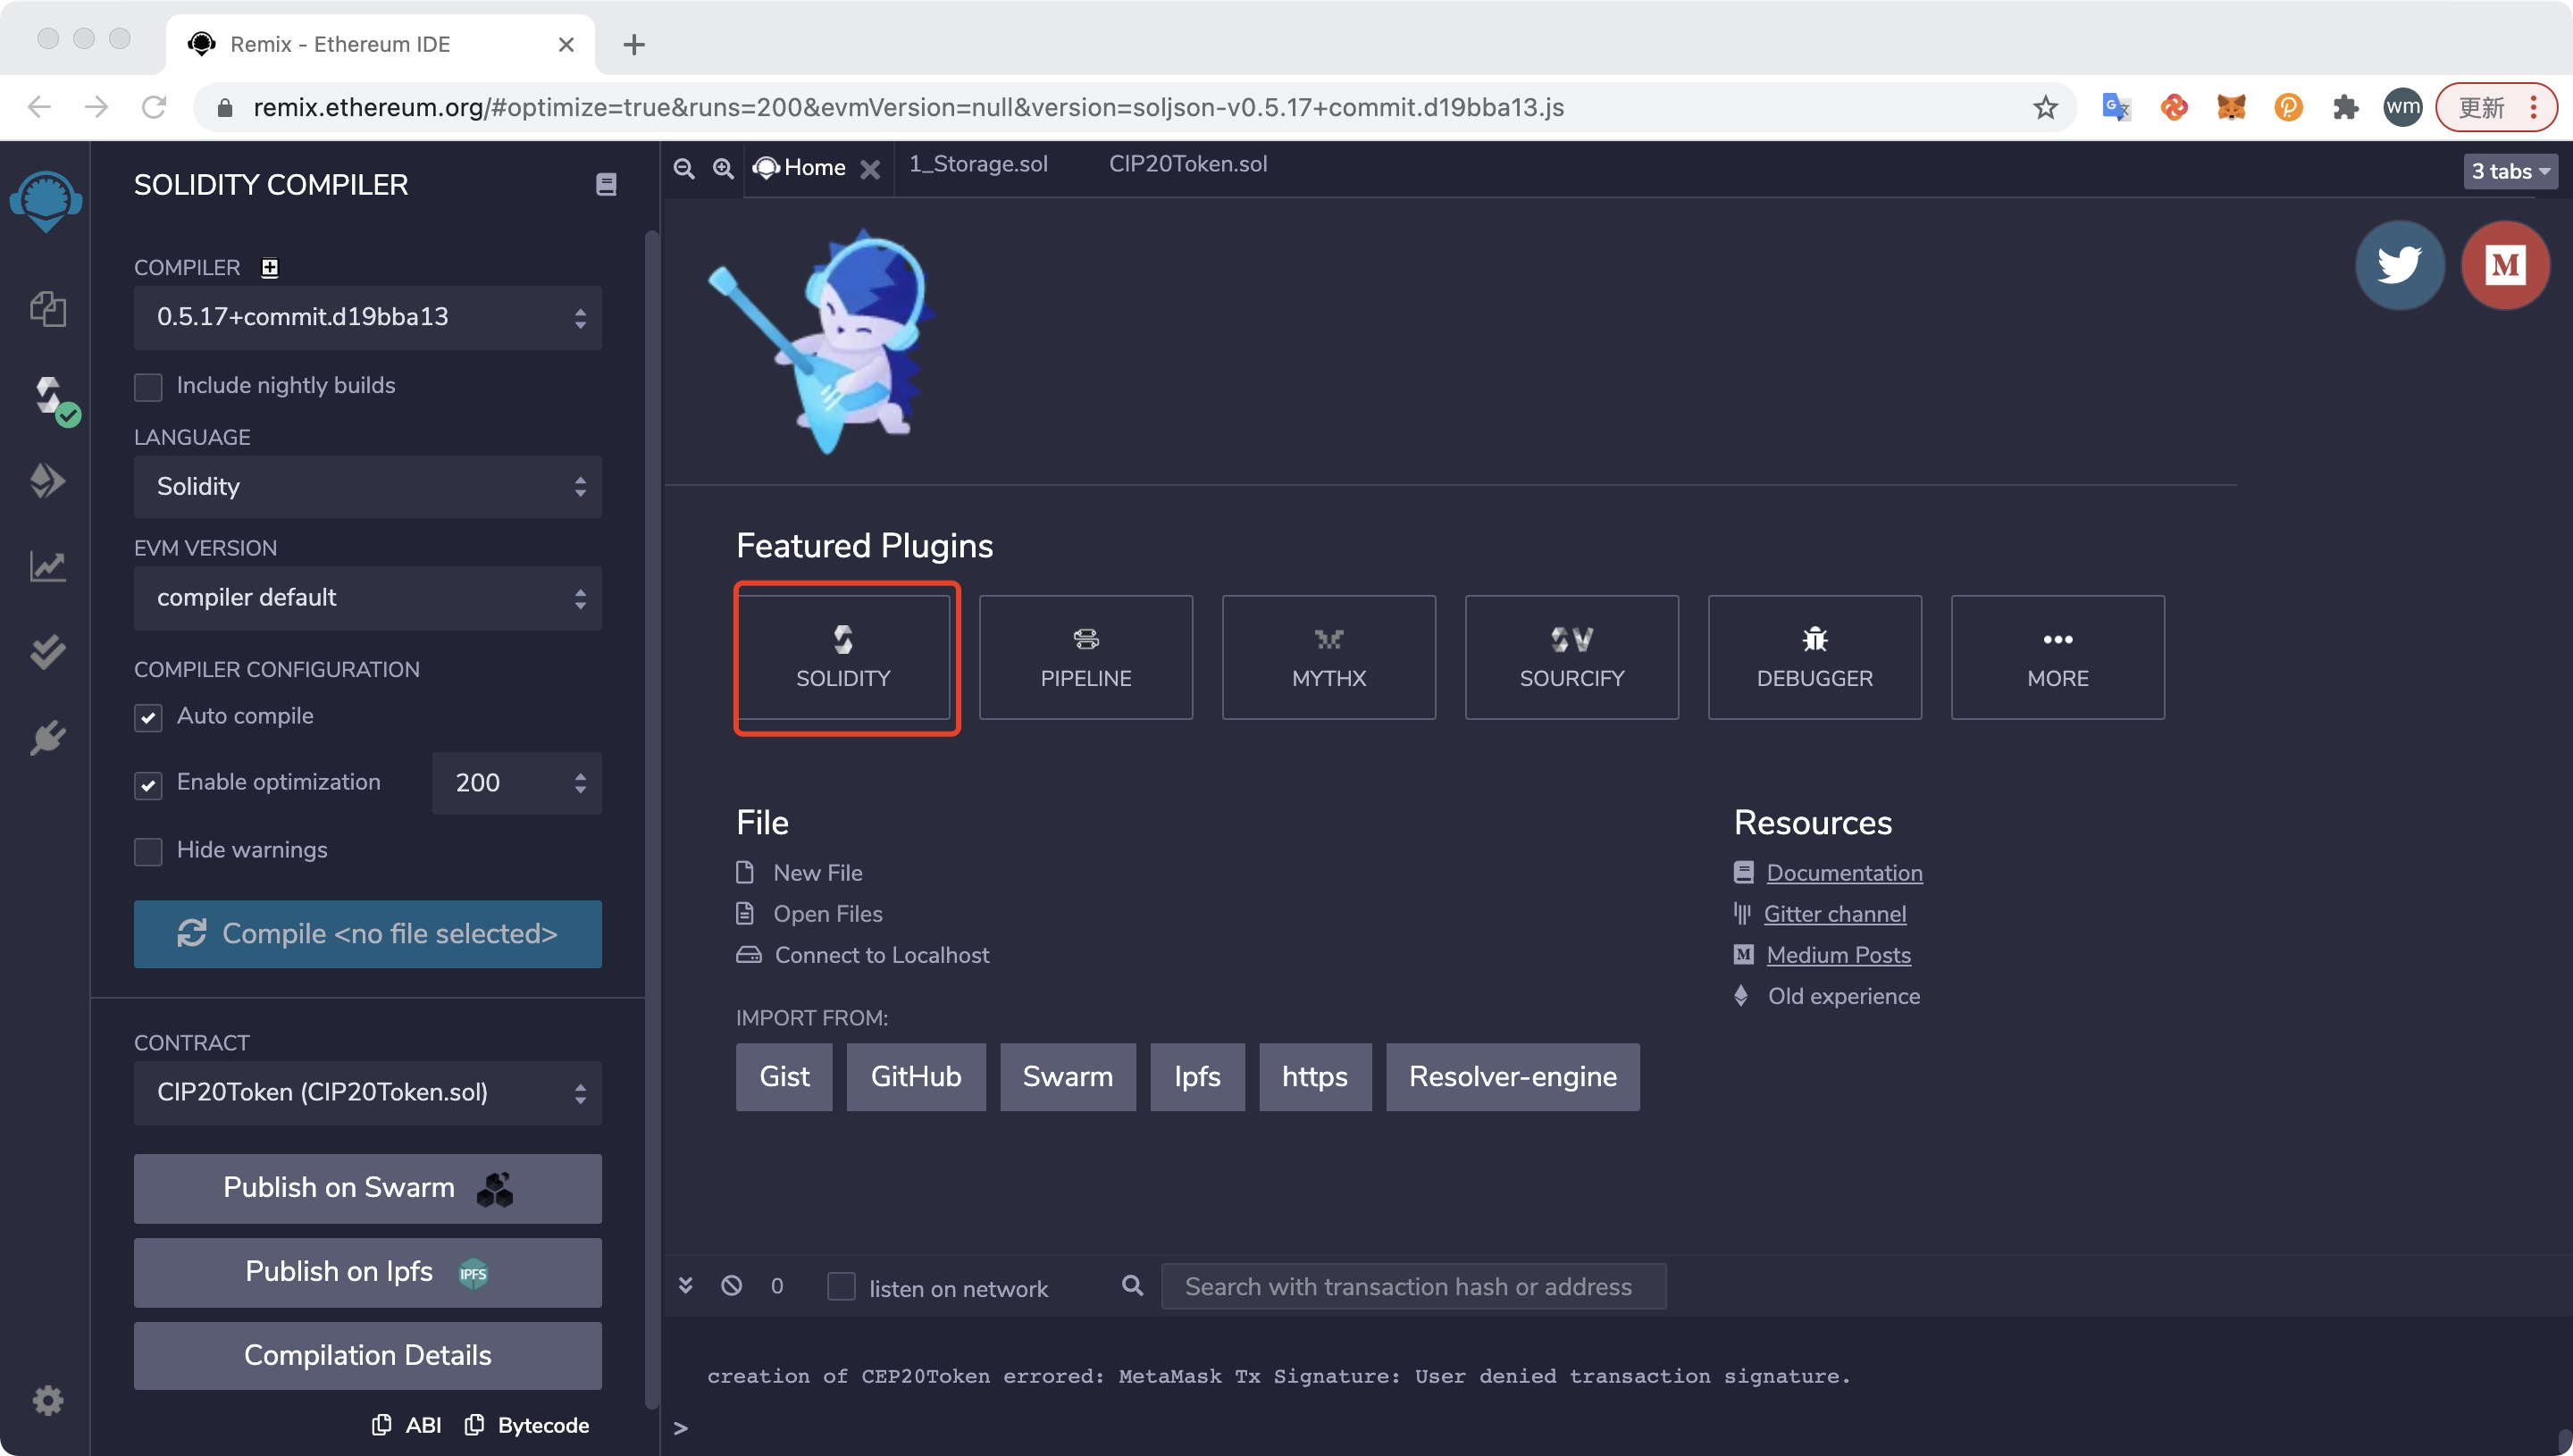 Remix - Ethereum IDE
remix.ethereum.org/#optimize=true&runs=200&evmVersion=null&version=soljson-v0.5.17+commit.d19bba13.js
wm
更新
SOLIDITY COMPILER
COMPILER
0.5.17+commit.d19bba13
Include nightly builds
LANGUAGE
Solidity
EVM VERSION
compiler default
COMPILER CONFIGURATION
Auto compile
Enable optimization
200
Hide warnings
Compile <no file selected>
CONTRACT
CIP20Token (CIP20Token.sol)
Publish on Swarm
Publish on Ipfs
IPFS
Compilation Details
ABI
Bytecode
Home
1_Storage.sol
CIP20Token.sol
3 tabs
M
Featured Plugins
SOLIDITY
PIPELINE
MYTHX
SOURCIFY
DEBUGGER
MORE
File
New File
Open Files
Connect to Localhost
IMPORT FROM:
Gist
GitHub
Swarm
Ipfs
https
Resolver-engine
Resources
Documentation
Gitter channel
Medium Posts
Old experience
0
listen on network
Search with transaction hash or address
creation of CEP20Token errored: MetaMask Tx Signature: User denied transaction signature.
>